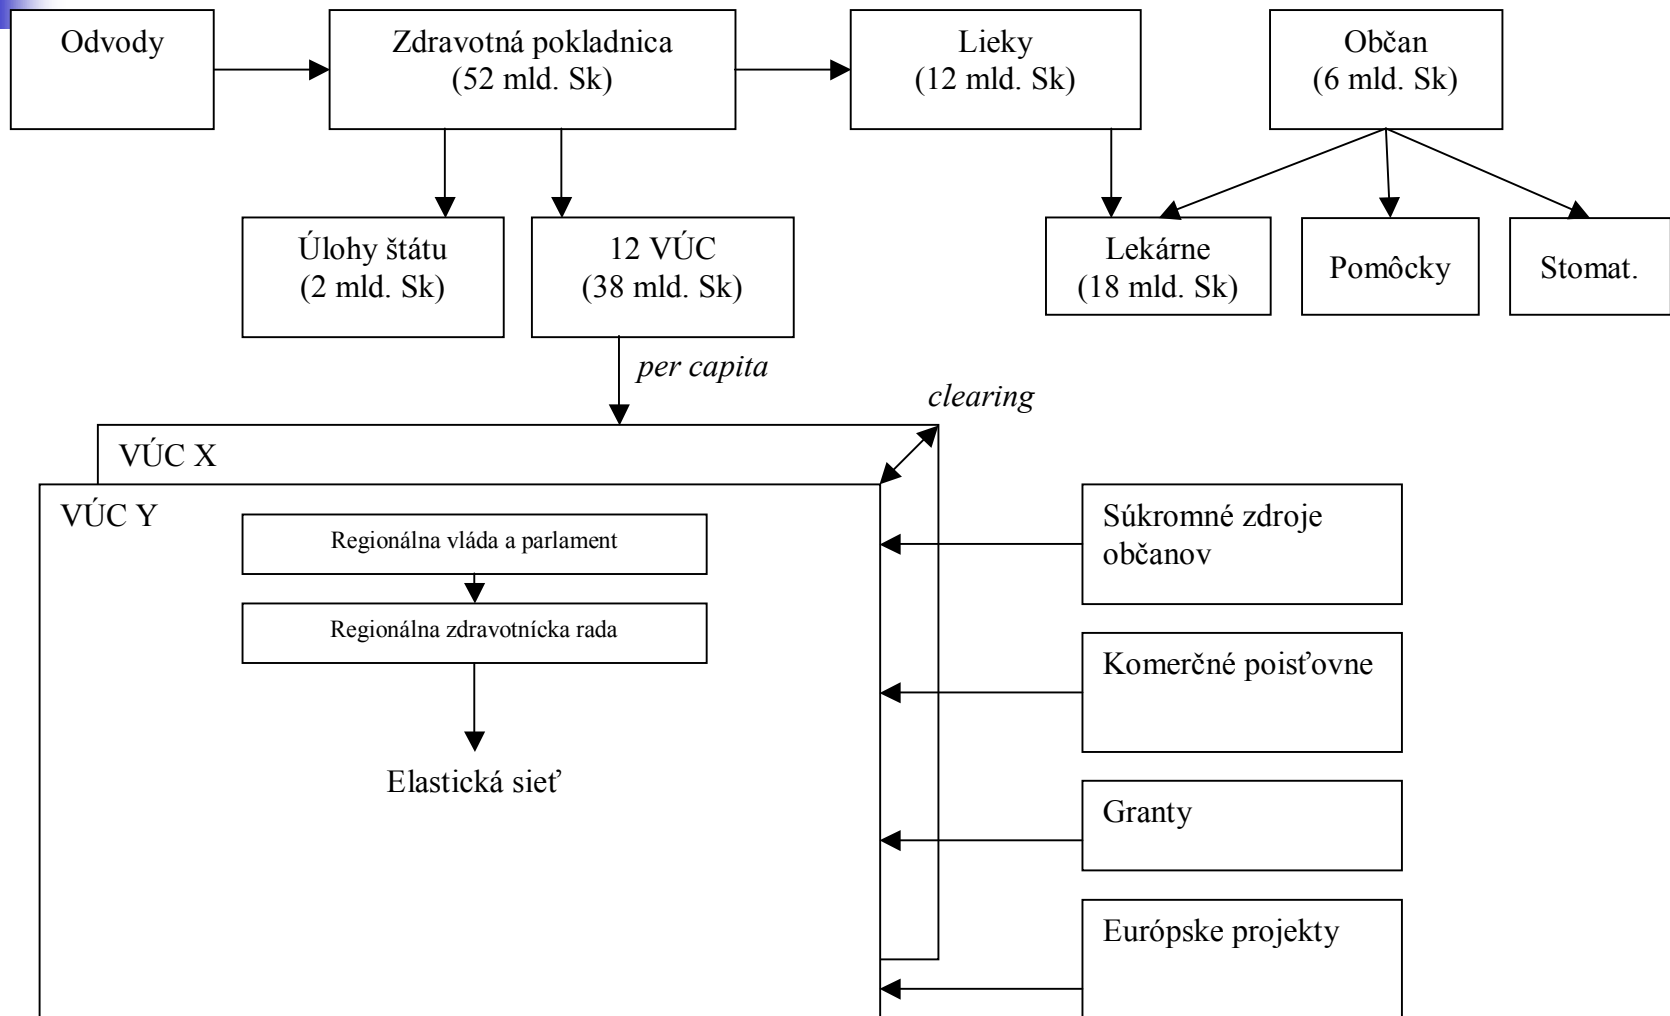 Odvody
Zdravotná pokladnica
(52 mld. Sk)
Lieky
(12 mld. Sk)
Občan
(6 mld. Sk)
Úlohy štátu
(2 mld. Sk)
12 VÚC
(38 mld. Sk)
Lekárne
(18 mld. Sk)
Pomôcky
Stomat.
per capita
clearing
VÚC X
VÚC Y
Regionálna vláda a parlament
Regionálna zdravotnícka rada
Elastická sieť
Súkromné zdroje
občanov
Komerčné poisťovne
Granty
Európske projekty